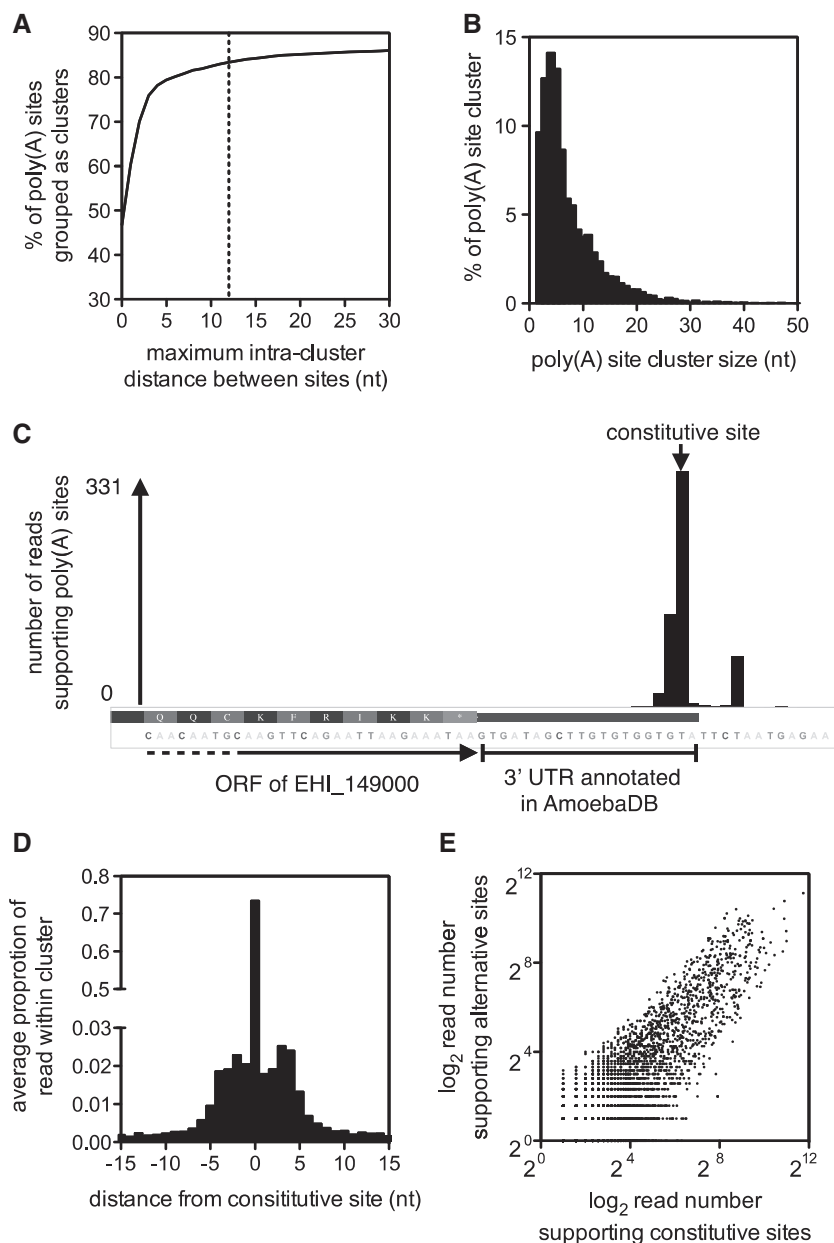 A
90
80
70
60
50
40
30
% of poly(A) sites
grouped as clusters
0 5 10 15 20 25 30
maximum intra-cluster
distance between sites (nt)
B
15
10
5
0
% of poly(A) site cluster
0 10 20 30 40 50
poly(A) site cluster size (nt)
C
constitutive site
331
0
number of reads
supporting poly(A) sites
Q Q C K F R I K K *
CAACAATGCAAGTTCAGAATTAAGAAATAAGTGATAGCTTGTGTGGTGTATTCTAATGAGAA
ORF of EHI_149000
3' UTR annotated
in AmoebaDB
D
0.8
0.7
0.6
0.5
0.03
0.02
0.01
0.00
average proprotion of
read within cluster
-15 -10 -5 0 5 10 15
distance from consititutive site (nt)
E
2^12
2^8
2^4
2^0
log2 read number
supporting alternative sites
2^0 2^4 2^8 2^12
log2 read number
supporting constitutive sites